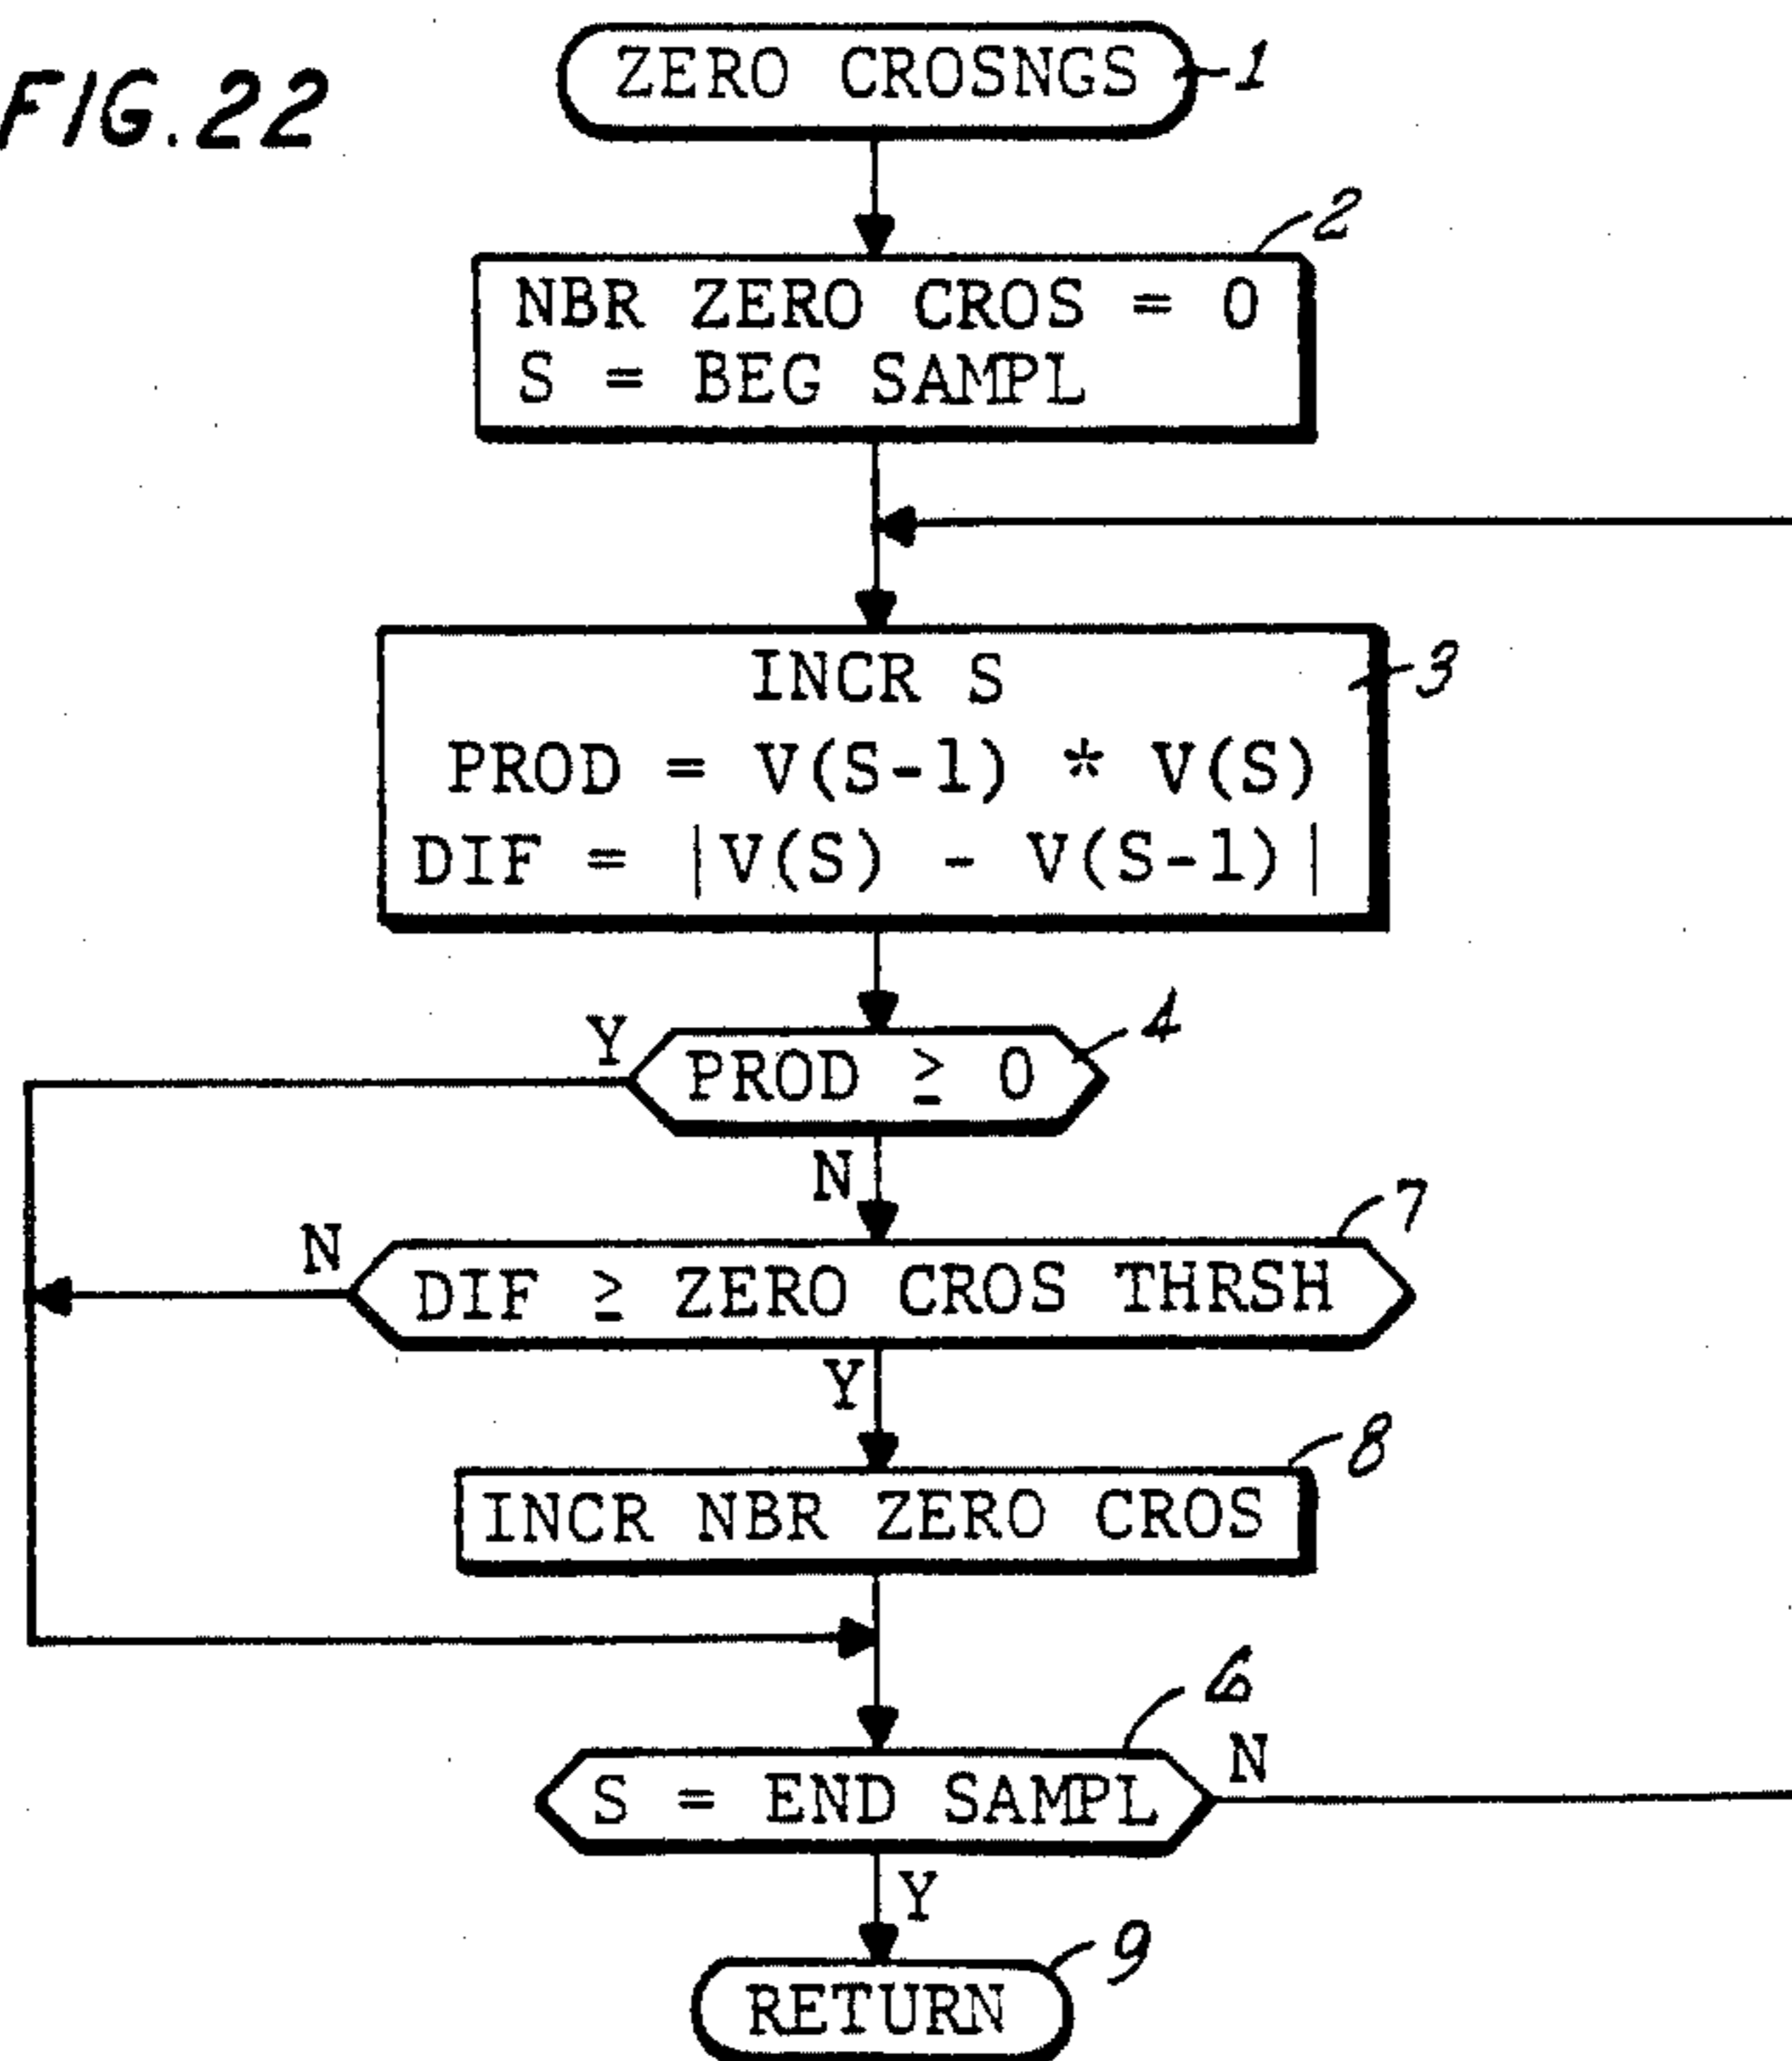 FIG. 22
ZERO CROSNGS
1
2
NBR ZERO CROS = 0
S = BEG SAMPL
3
INCR S
PROD = V(S-1) * V(S)
DIF = |V(S) - V(S-1)|
4
Y
PROD ≥ 0
N
7
N
DIF ≥ ZERO CROS THRSH
Y
8
INCR NBR ZERO CROS
6
N
S = END SAMPL
Y
9
RETURN